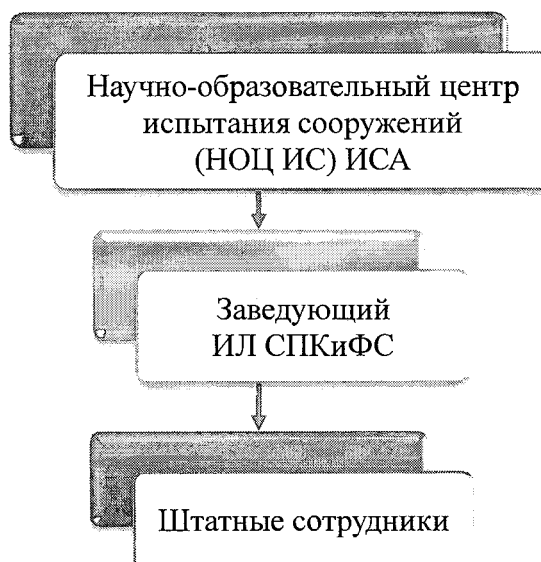 Научно-образовательный центр
испытания сооружений
(НОЦ ИС) ИСА
Заведующий
ИЛ СПКиФС
Штатные сотрудники